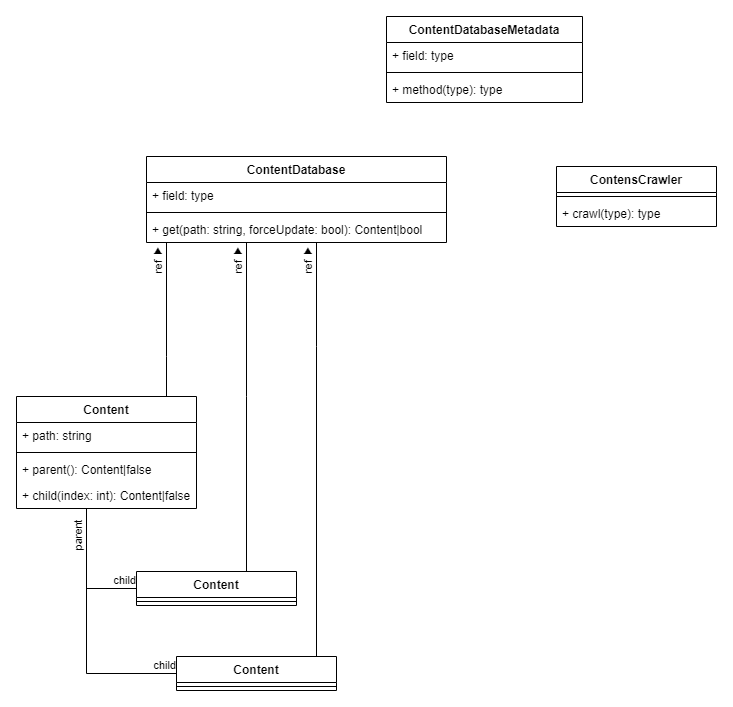 ContentDatabaseMetadata
+ field: type
+ method(type): type
ContentDatabase
+ field: type
+ get(path: string, forceUpdate: bool): Content|bool
ContensCrawler
+ crawl(type): type
ref ▲
ref ▲
ref ▲
Content
+ path: string
+ parent(): Content|false
+ child(index: int): Content|false
parent
child
Content
child
Content